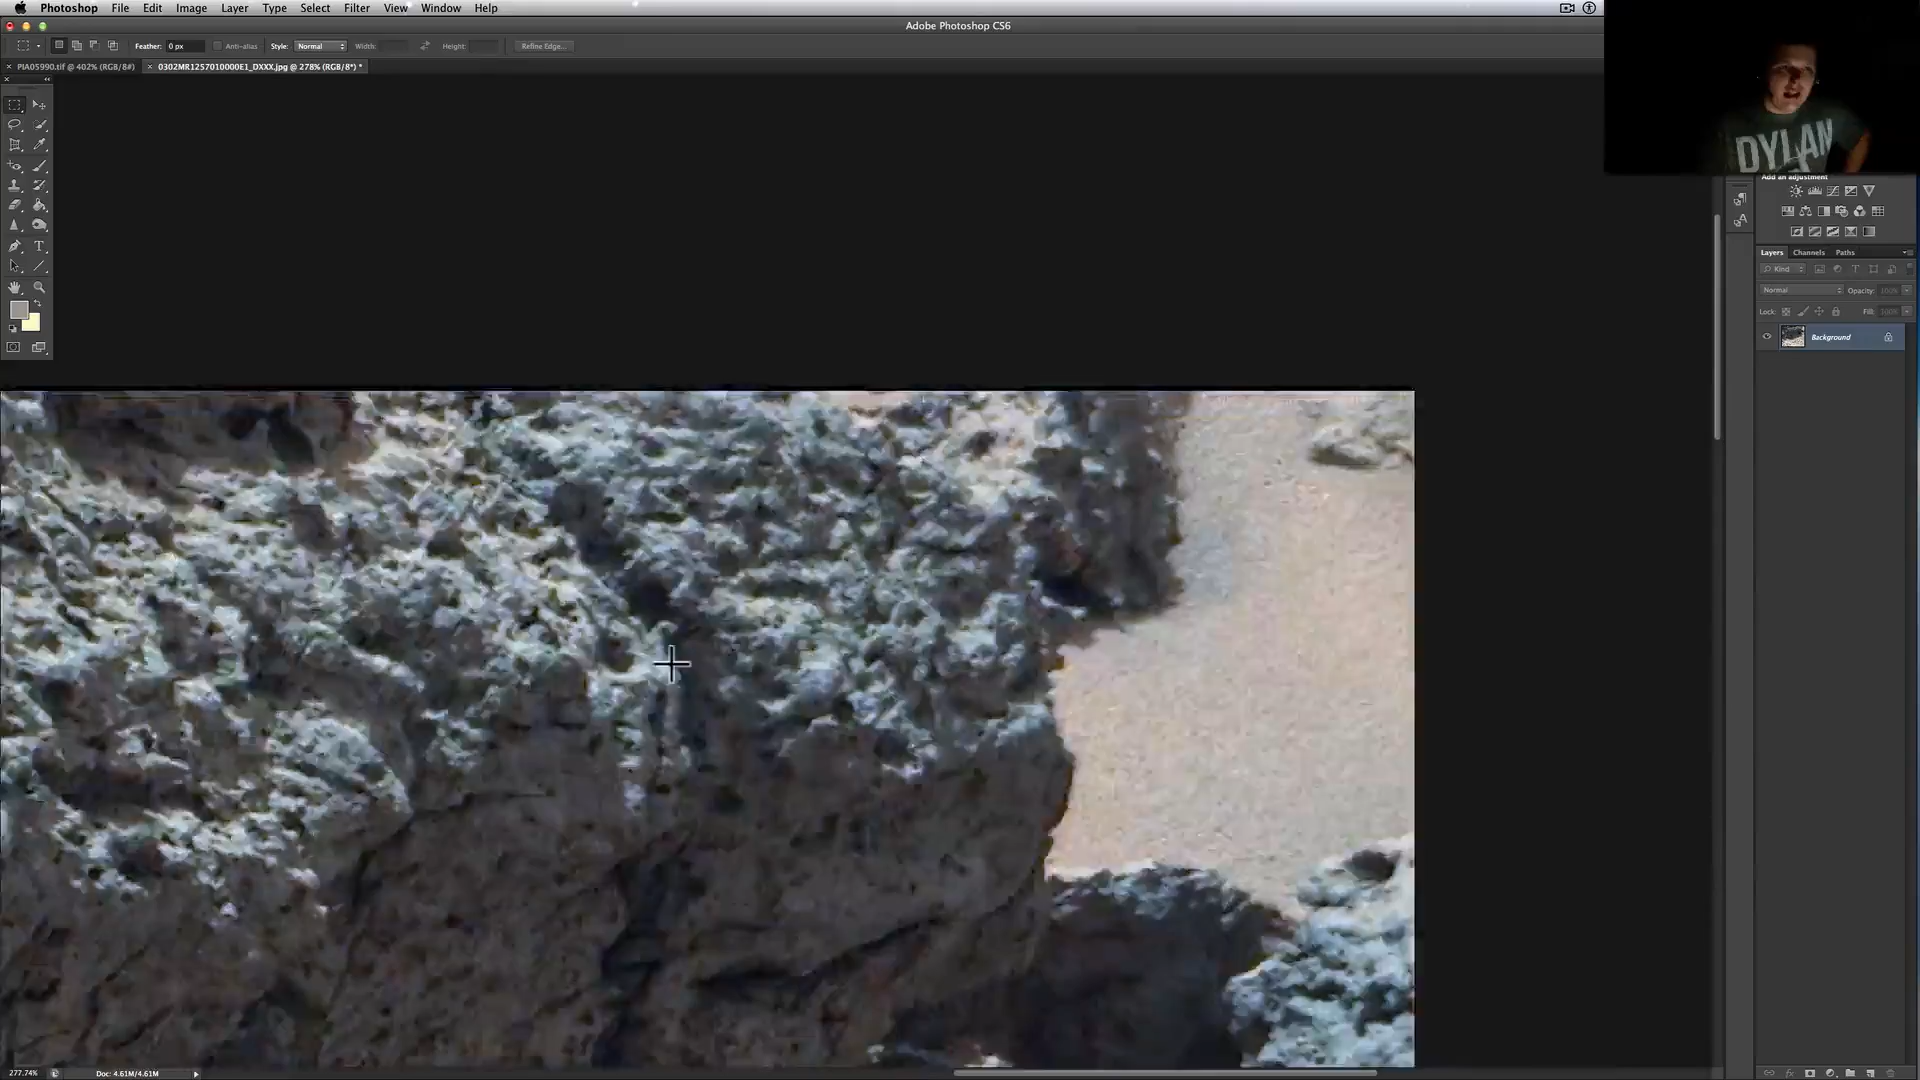 Photoshop File Edit Image Layer Type Select Filter View Window Help
Adobe Photoshop CS6
Feather: 0 px Anti-alias Style: Normal Width: Height: Refine Edge...
PIA05990.tif @ 402% (RGB/8#) 0302MR1257010000E1_DXXX.jpg @ 278% (RGB/8*) *
DYLAN
Add an adjustment
Layers Channels Paths
Kind
Normal Opacity: 100%
Lock: Fill: 100%
Background
277.74% Doc: 4.61M/4.61M